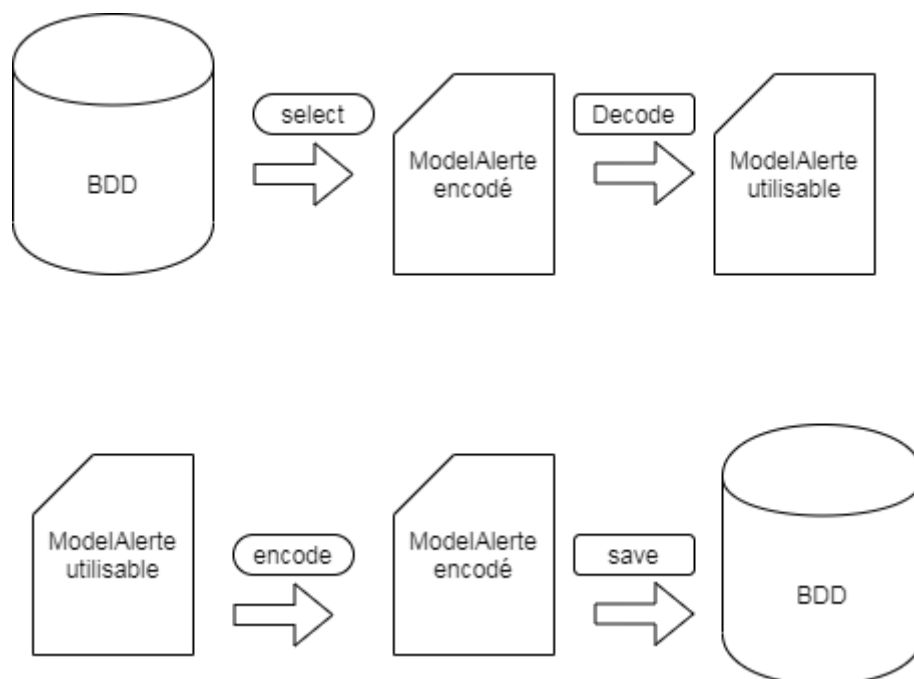 select
Decode
BDD
ModelAlerte
encodé
ModelAlerte
utilisable
ModelAlerte
utilisable
encode
ModelAlerte
encodé
save
BDD